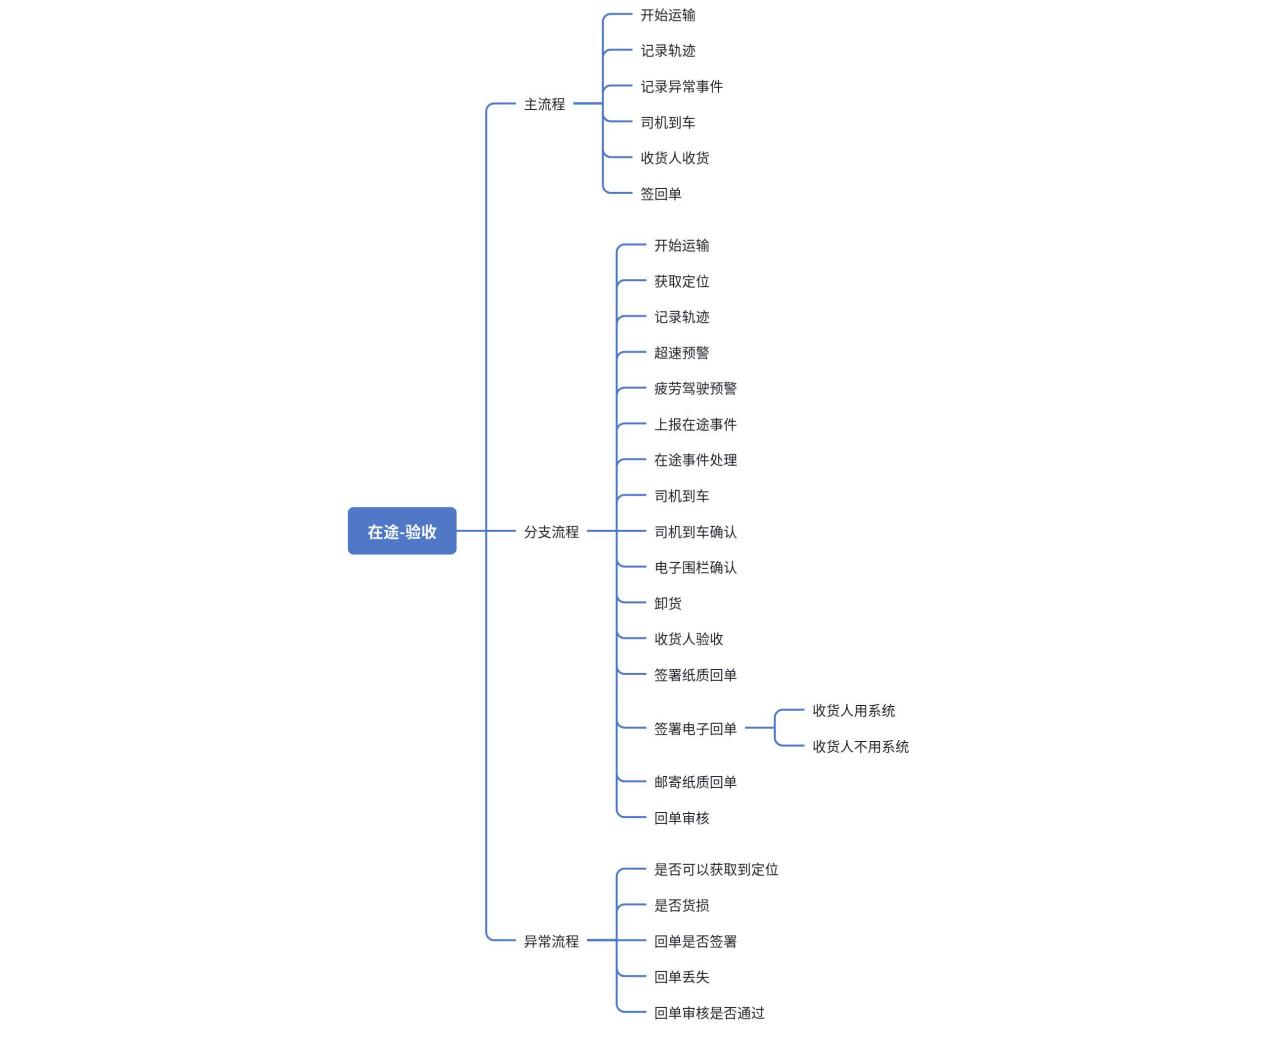 在途-验收
主流程
开始运输
记录轨迹
记录异常事件
司机到车
收货人收货
签回单
分支流程
开始运输
获取定位
记录轨迹
超速预警
疲劳驾驶预警
上报在途事件
在途事件处理
司机到车
司机到车确认
电子围栏确认
卸货
收货人验收
签署纸质回单
签署电子回单
收货人用系统
收货人不用系统
邮寄纸质回单
回单审核
异常流程
是否可以获取到定位
是否货损
回单是否签署
回单丢失
回单审核是否通过